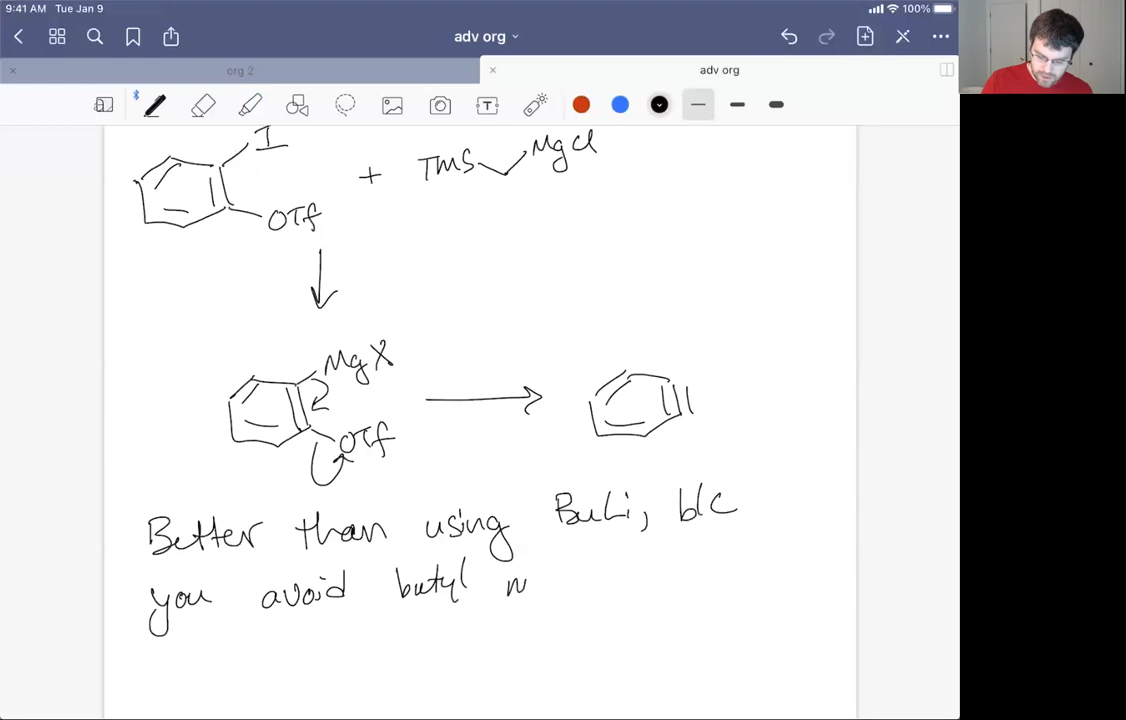 9:41 AM Tue Jan 9
100%
adv org
org 2
adv org
T
I
+ TMS MgCl
OTf
MgX
OTf
Better than using BuLi, b/c
you avoid butyl n